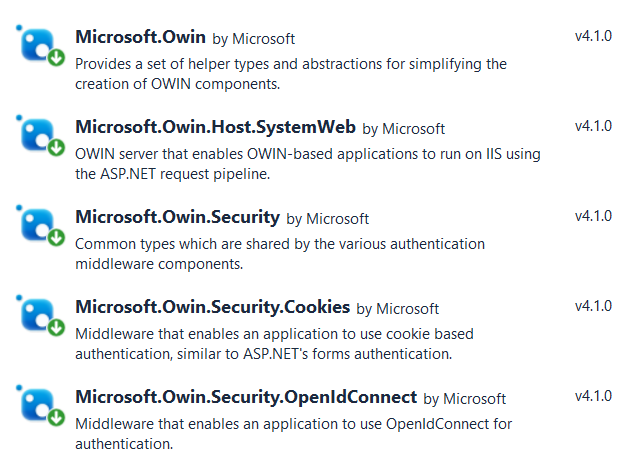 Microsoft.Owin by Microsoft v4.1.0
Provides a set of helper types and abstractions for simplifying the
creation of OWIN components.
Microsoft.Owin.Host.SystemWeb by Microsoft v4.1.0
OWIN server that enables OWIN-based applications to run on IIS using
the ASP.NET request pipeline.
Microsoft.Owin.Security by Microsoft v4.1.0
Common types which are shared by the various authentication
middleware components.
Microsoft.Owin.Security.Cookies by Microsoft v4.1.0
Middleware that enables an application to use cookie based
authentication, similar to ASP.NET's forms authentication.
Microsoft.Owin.Security.OpenIdConnect by Microsoft v4.1.0
Middleware that enables an application to use OpenIdConnect for
authentication.